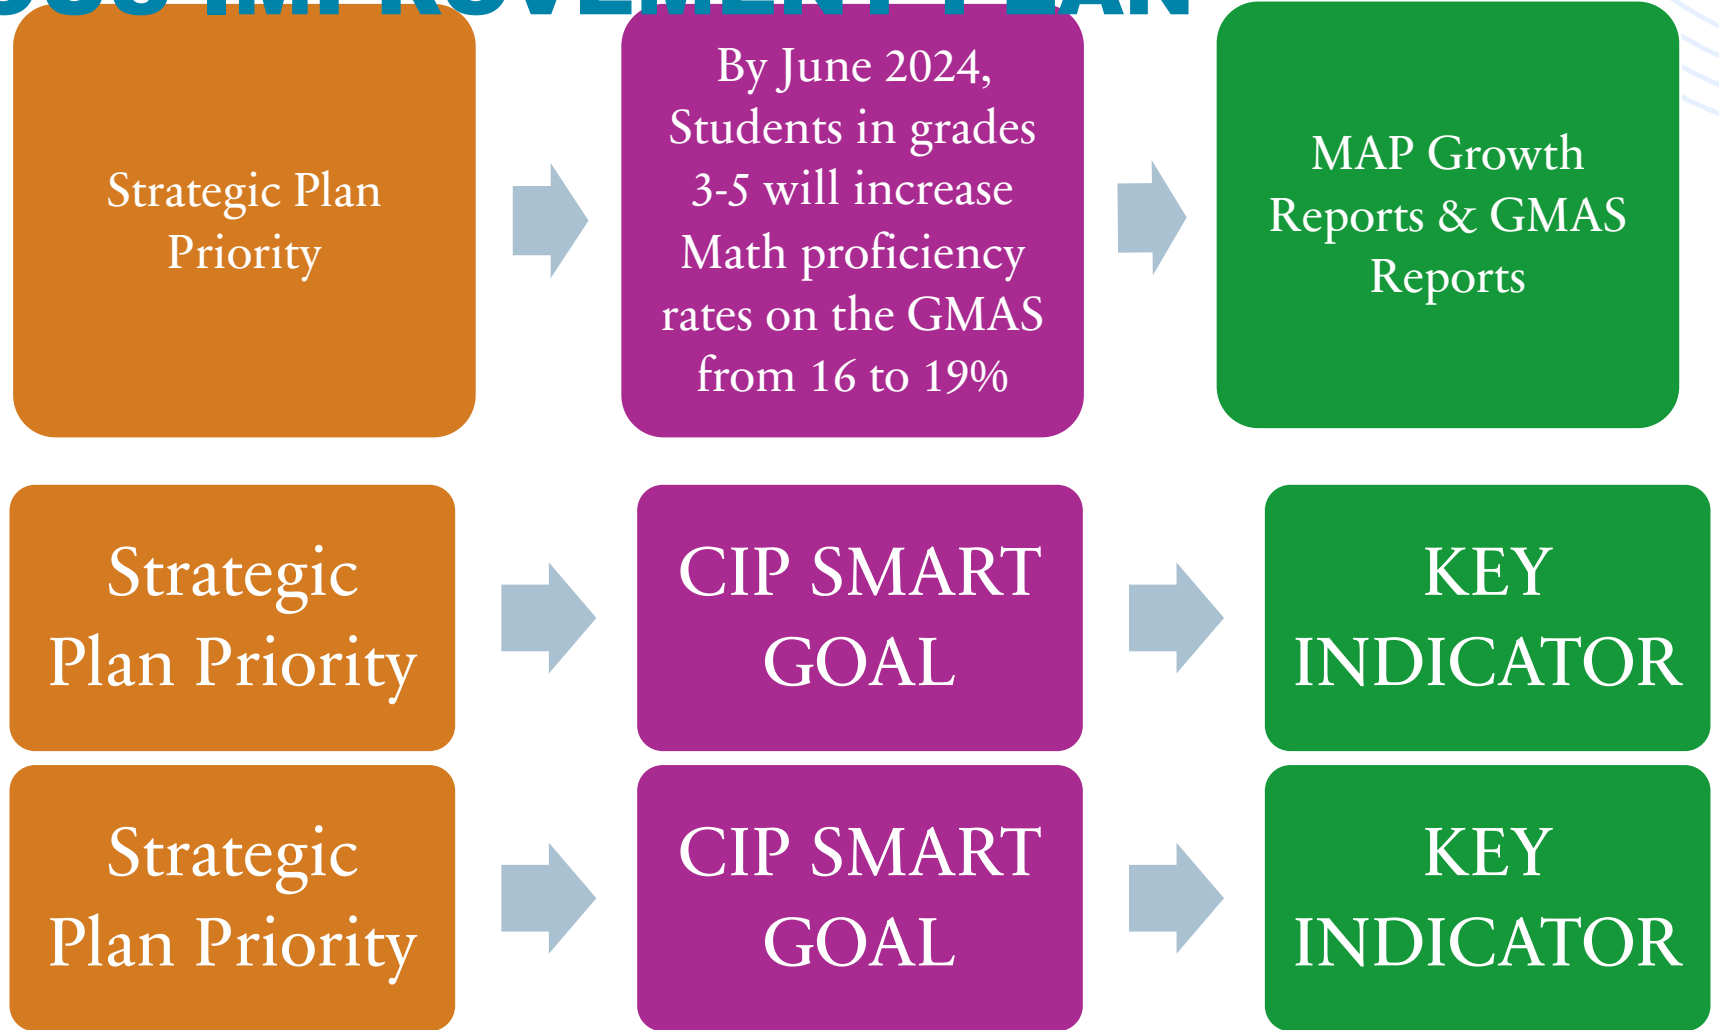 IMPROVEMENT PLAN
Strategic Plan
Priority
By June 2024,
Students in grades
3-5 will increase
Math proficiency
rates on the GMAS
from 16 to 19%
MAP Growth
Reports & GMAS
Reports
Strategic
Plan Priority
CIP SMART
GOAL
KEY
INDICATOR
Strategic
Plan Priority
CIP SMART
GOAL
KEY
INDICATOR